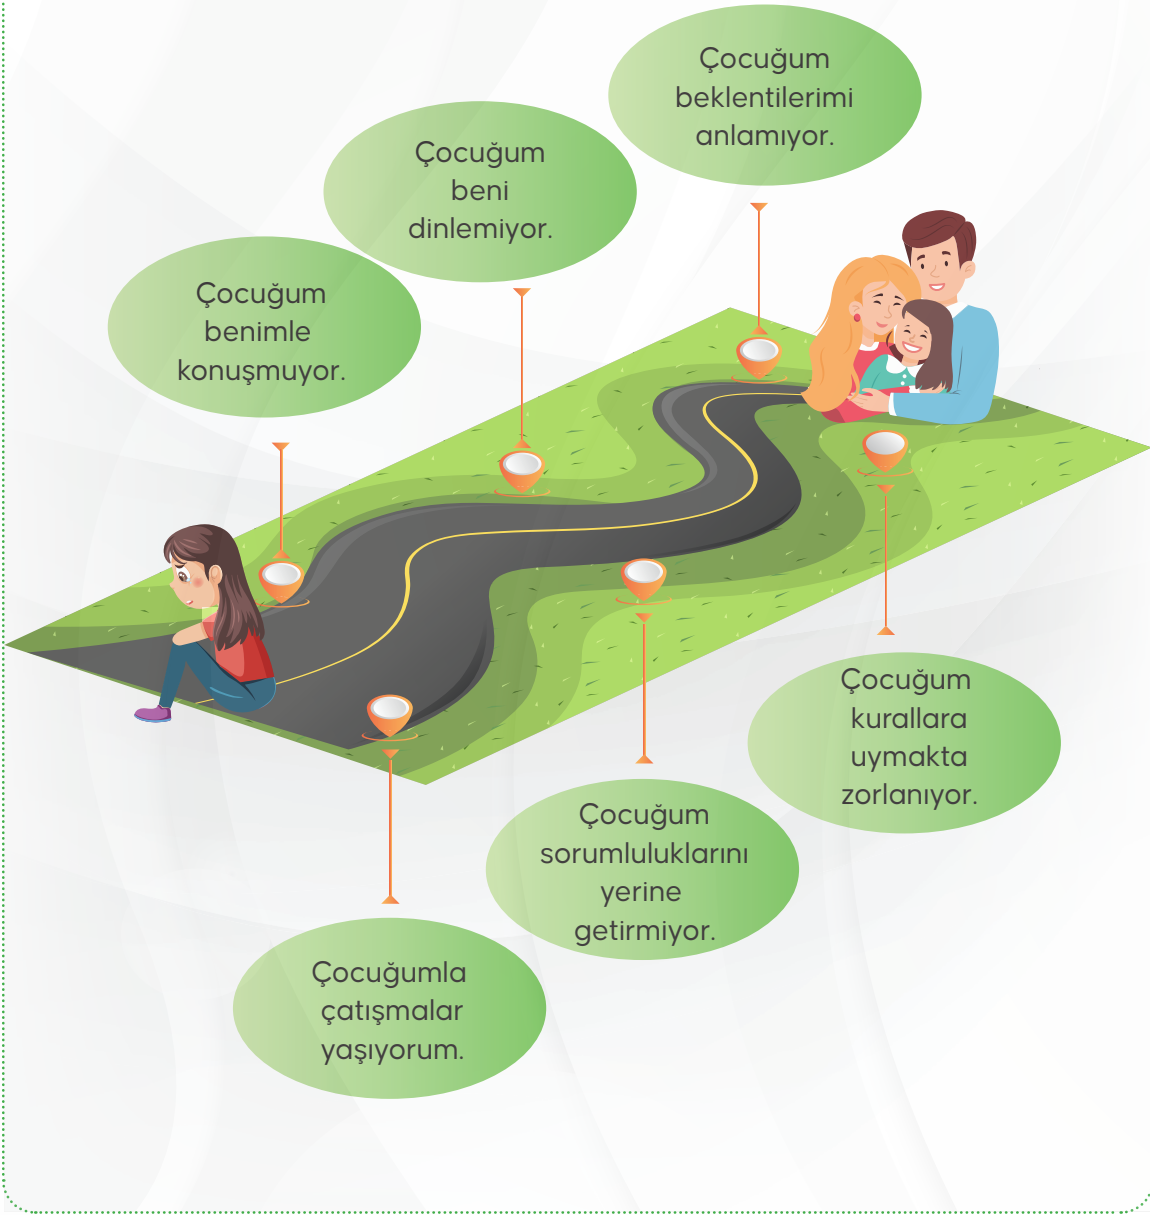 Çocuğum
beklentilerimi
anlamıyor.
Çocuğum
beni
dinlemiyor.
Çocuğum
benimle
konuşmuyor.
Çocuğum
kurallara
uymakta
zorlanıyor.
Çocuğum
sorumluluklarını
yerine
getirmiyor.
Çocuğumla
çatışmalar
yaşıyorum.